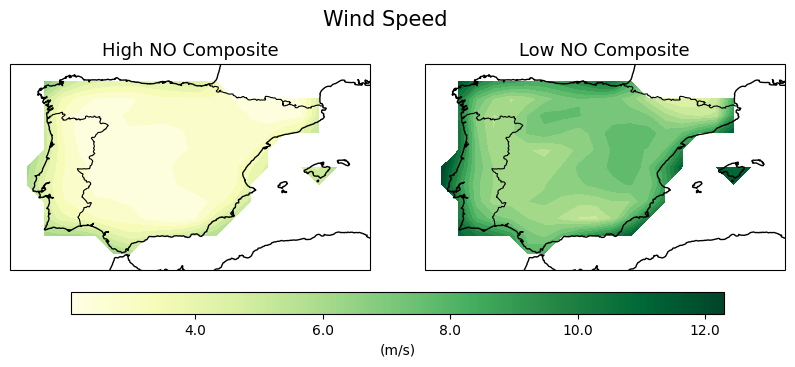 Wind Speed
High NO Composite
Low NO Composite
4.0 6.0 8.0 10.0 12.0
(m/s)